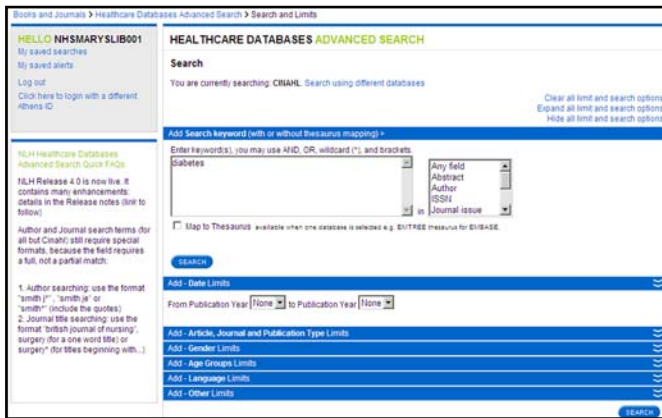 Books and Journals > Healthcare Databases Advanced Search > Search and Limits
HELLO NHSMARYSLIB001
My saved searches
My saved alerts
Log out
Click here to login with a different
Athens ID
NLH Healthcare Databases
Advanced Search Quick FAQs
NLH Release 4.0 is now live. It
contains many enhancements:
details in the Release notes (link to
follow)
Author and Journal search terms (for
all but Cinahl) still require special
formats, because the field requires
a full, not a partial match:
1. Author searching: use the format
"smith j*", "smith je" or
"smith*" (include the quotes)
2. Journal title searching: use the
format "british journal of nursing",
surgery (for a one word title) or
surgery* (for titles beginning with...)
HEALTHCARE DATABASES ADVANCED SEARCH
Search
You are currently searching: CINAHL. Search using different databases
Clear all limit and search options
Expand all limit and search options
Hide all limit and search options
Add Search keyword (with or without thesaurus mapping) »
Enter keyword(s), you may use AND, OR, wildcard (*), and brackets.
diabetes
in
Any field
Abstract
Author
ISSN
Journal issue
Map to Thesaurus available when one database is selected e.g. EMTREE thesaurus for EMBASE.
SEARCH
Add - Date Limits
From Publication Year None to Publication Year None
Add - Article, Journal and Publication Type Limits
Add - Gender Limits
Add - Age Groups Limits
Add - Language Limits
Add - Other Limits
SEARCH